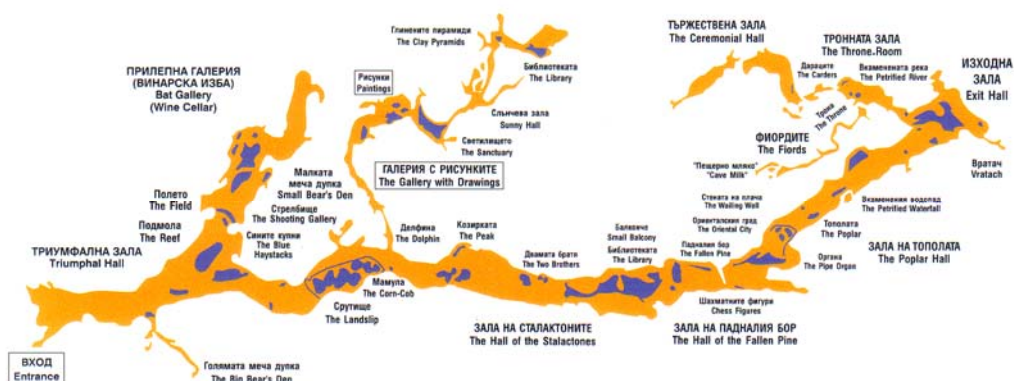 Глинените пирамиди
The Clay Pyramids
Библиотеката
The Library
ТЪРЖЕСТВЕНА ЗАЛА
The Ceremonial Hall
ТРОННАТА ЗАЛА
The Throne.Room
Дараците
The Carders
Вкаменената река
The Petrified River
ИЗХОДНА
ЗАЛА
Exit Hall
ПРИЛЕПНА ГАЛЕРИЯ
(ВИНАРСКА ИЗБА)
Bat Gallery
(Wine Cellar)
Рисунки
Paintings
Слънчева зала
Sunny Hall
Светилището
The Sanctuary
Трона
The Throne
ФИОРДИТЕ
The Fiords
"Пещерно мляко"
"Cave Milk"
Вратач
Vratach
ГАЛЕРИЯ С РИСУНКИТЕ
The Gallery with Drawings
Малката
меча дупка
Small Bear's Den
Полето
The Field
Стрелбище
The Shooting Gallery
Подмола
The Reef
Сините купни
The Blue
Haystacks
ТРИУМФАЛНА ЗАЛА
Triumphal Hall
Делфина
The Dolphin
Козирката
The Peak
Стената на плача
The Wailing Wall
Ориенталския град
The Oriental City
Вкаменения водопад
The Petrified Waterfall
Тополата
The Poplar
ЗАЛА НА ТОПОЛАТА
The Poplar Hall
Органа
The Pipe Organ
Балкнче
Small Balcony
Библиотеката
The Library
Падналия бор
The Fallen Pine
Двамата братя
The Two Brothers
Мамула
The Corn-Cob
Срутище
The Landslip
Шахматните фигури
Chess Figures
ЗАЛА НА СТАЛАКТОНИТЕ
The Hall of the Stalactones
ЗАЛА НА ПАДНАЛИЯ БОР
The Hall of the Fallen Pine
ВХОД
Entrance
Голямата меча дупка
The Big Bear's Den